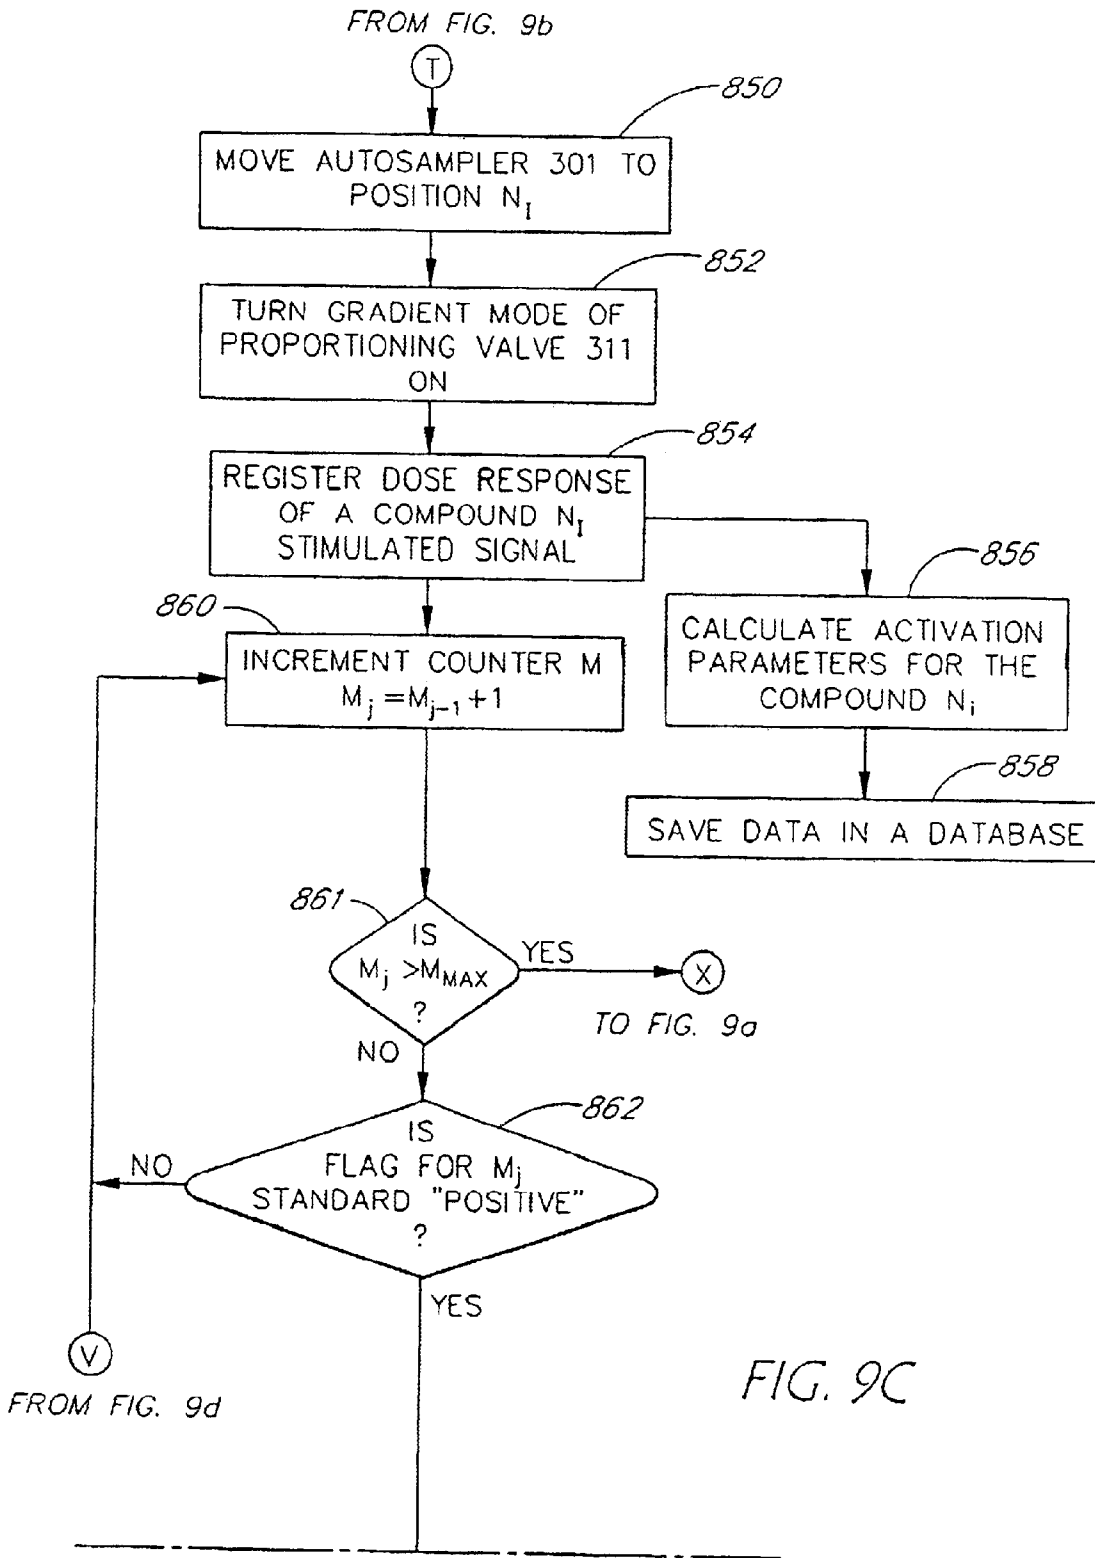 FROM FIG. 9b
T
850
MOVE AUTOSAMPLER 301 TO
POSITION N_I
852
TURN GRADIENT MODE OF
PROPORTIONING VALVE 311
ON
854
REGISTER DOSE RESPONSE
OF A COMPOUND N_I
STIMULATED SIGNAL
856
CALCULATE ACTIVATION
PARAMETERS FOR THE
COMPOUND N_i
858
SAVE DATA IN A DATABASE
860
INCREMENT COUNTER M
M_j =M_{j-1} +1
861
IS
M_j >M_{MAX}
?
YES
X
TO FIG. 9a
NO
862
IS
FLAG FOR M_j
STANDARD "POSITIVE"
?
NO
YES
V
FROM FIG. 9d
FIG. 9C